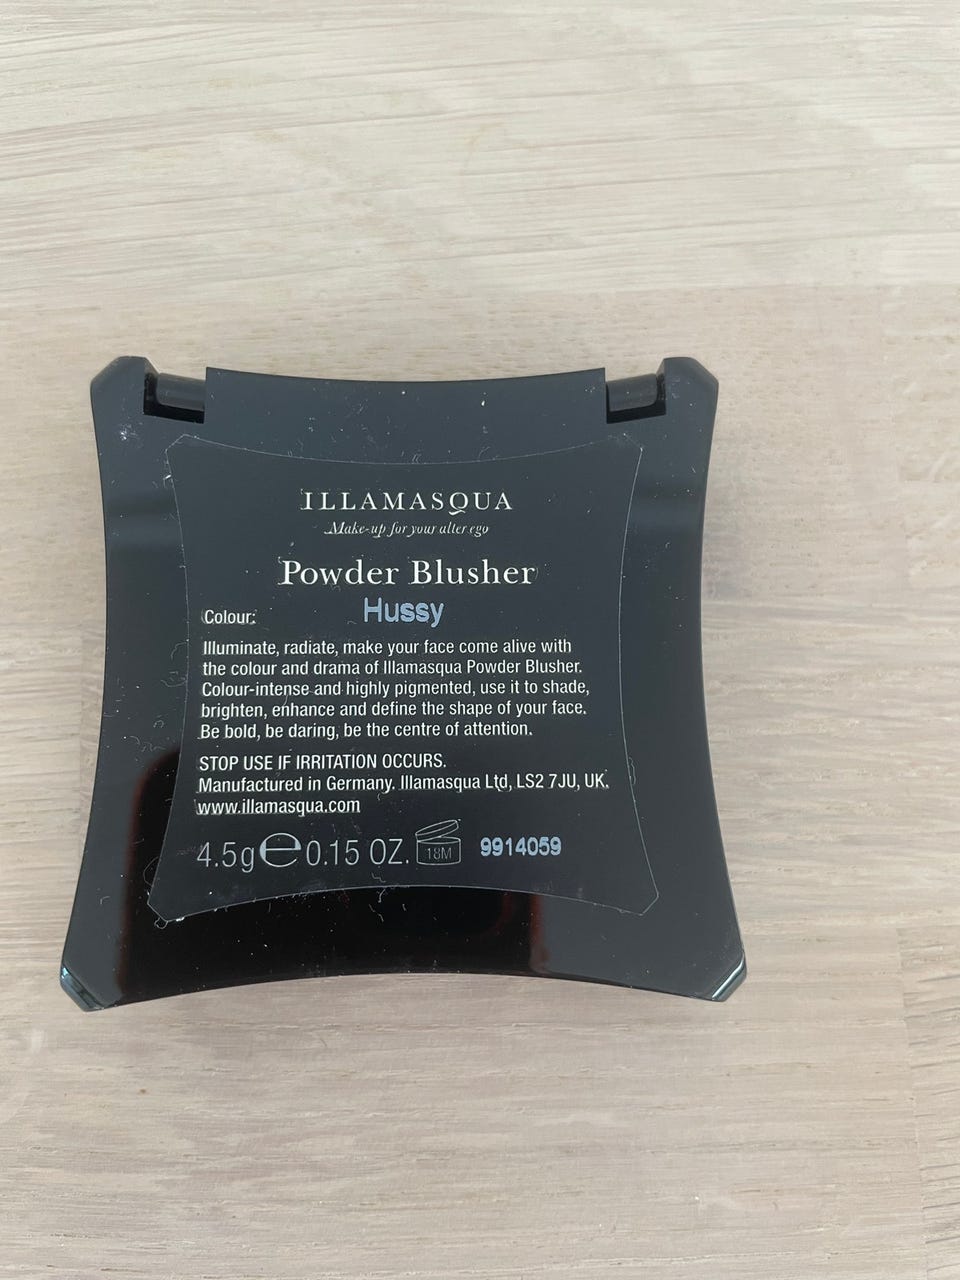 ILLAMASQUA
Make-up for your alter ego
Powder Blusher
Colour: Hussy
Illuminate, radiate, make your face come alive with
the colour and drama of Illamasqua Powder Blusher.
Colour-intense and highly pigmented, use it to shade,
brighten, enhance and define the shape of your face.
Be bold, be daring, be the centre of attention.
STOP USE IF IRRITATION OCCURS.
Manufactured in Germany. Illamasqua Ltd, LS2 7JU, UK.
www.illamasqua.com
4.5g ℮ 0.15 OZ. 18M 9914059